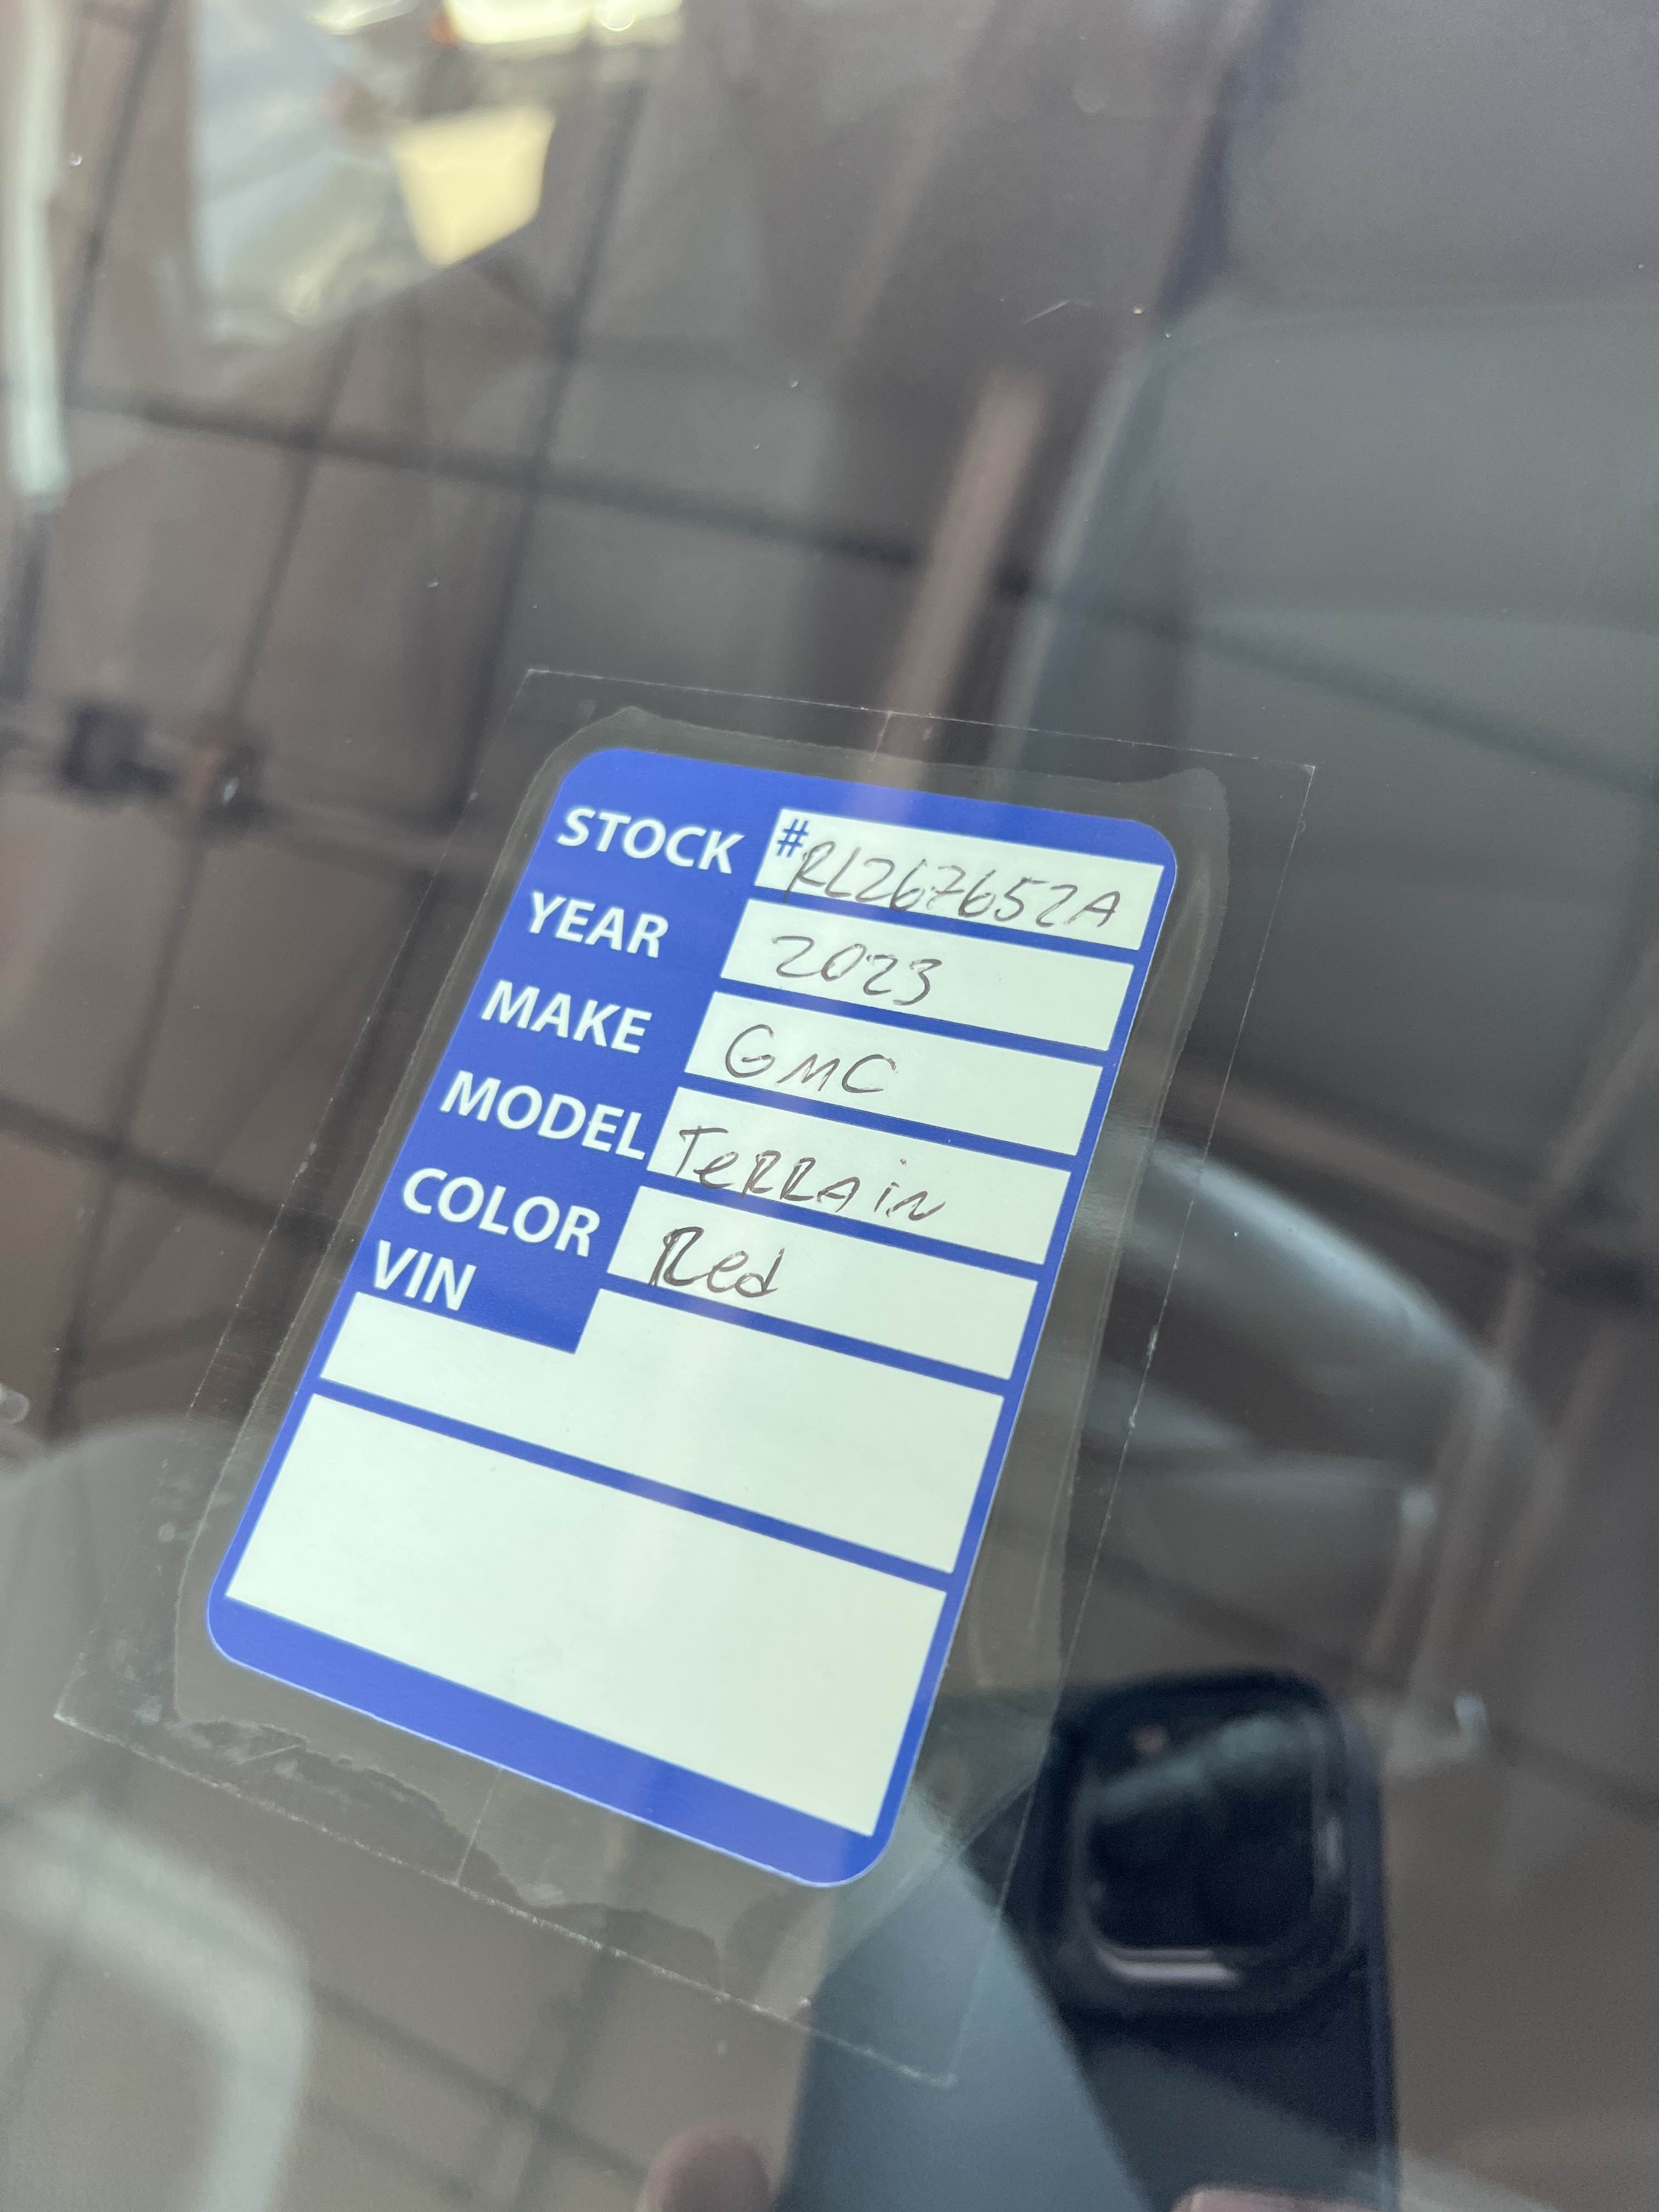 STOCK #RL267652A
YEAR 2023
MAKE GMC
MODEL TeRRAiN
COLOR Red
VIN